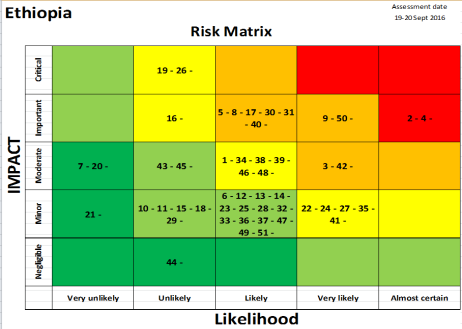 Ethiopia
Assessment date
19-20 Sept 2016
Risk Matrix
IMPACT
Critical
19 - 26 -
Important
16 -
5 - 8 - 17 - 30 - 31
- 40 -
9 - 50 -
2 - 4 -
Moderate
7 - 20 -
43 - 45 -
1 - 34 - 38 - 39 -
46 - 48 -
3 - 42 -
Minor
21 -
10 - 11 - 15 - 18 -
29 -
6 - 12 - 13 - 14 -
23 - 25 - 28 - 32 -
33 - 36 - 37 - 47 -
49 - 51 -
22 - 24 - 27 - 35 -
41 -
Negligible
44 -
Very unlikely
Unlikely
Likely
Very likely
Almost certain
Likelihood